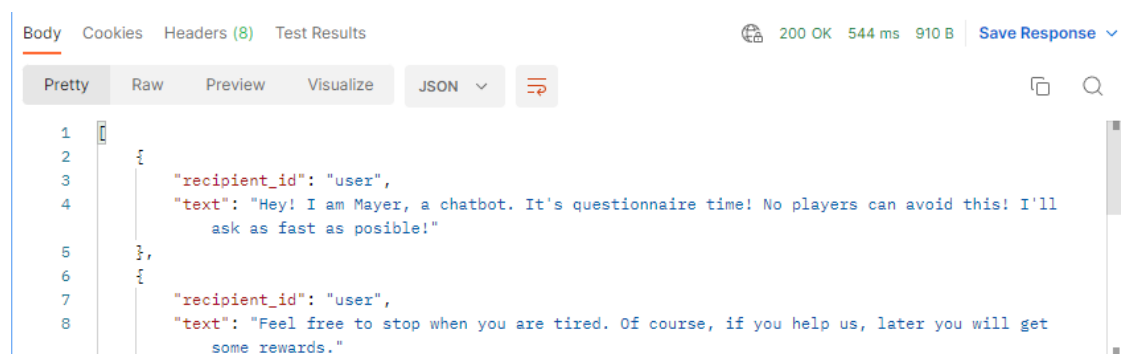 Body Cookies Headers (8) Test Results 200 OK 544 ms 910 B Save Response
Pretty Raw Preview Visualize JSON
1 [
2 {
3 "recipient_id": "user",
4 "text": "Hey! I am Mayer, a chatbot. It's questionnaire time! No players can avoid this! I'll
ask as fast as posible!"
5 },
6 {
7 "recipient_id": "user",
8 "text": "Feel free to stop when you are tired. Of course, if you help us, later you will get
some rewards."